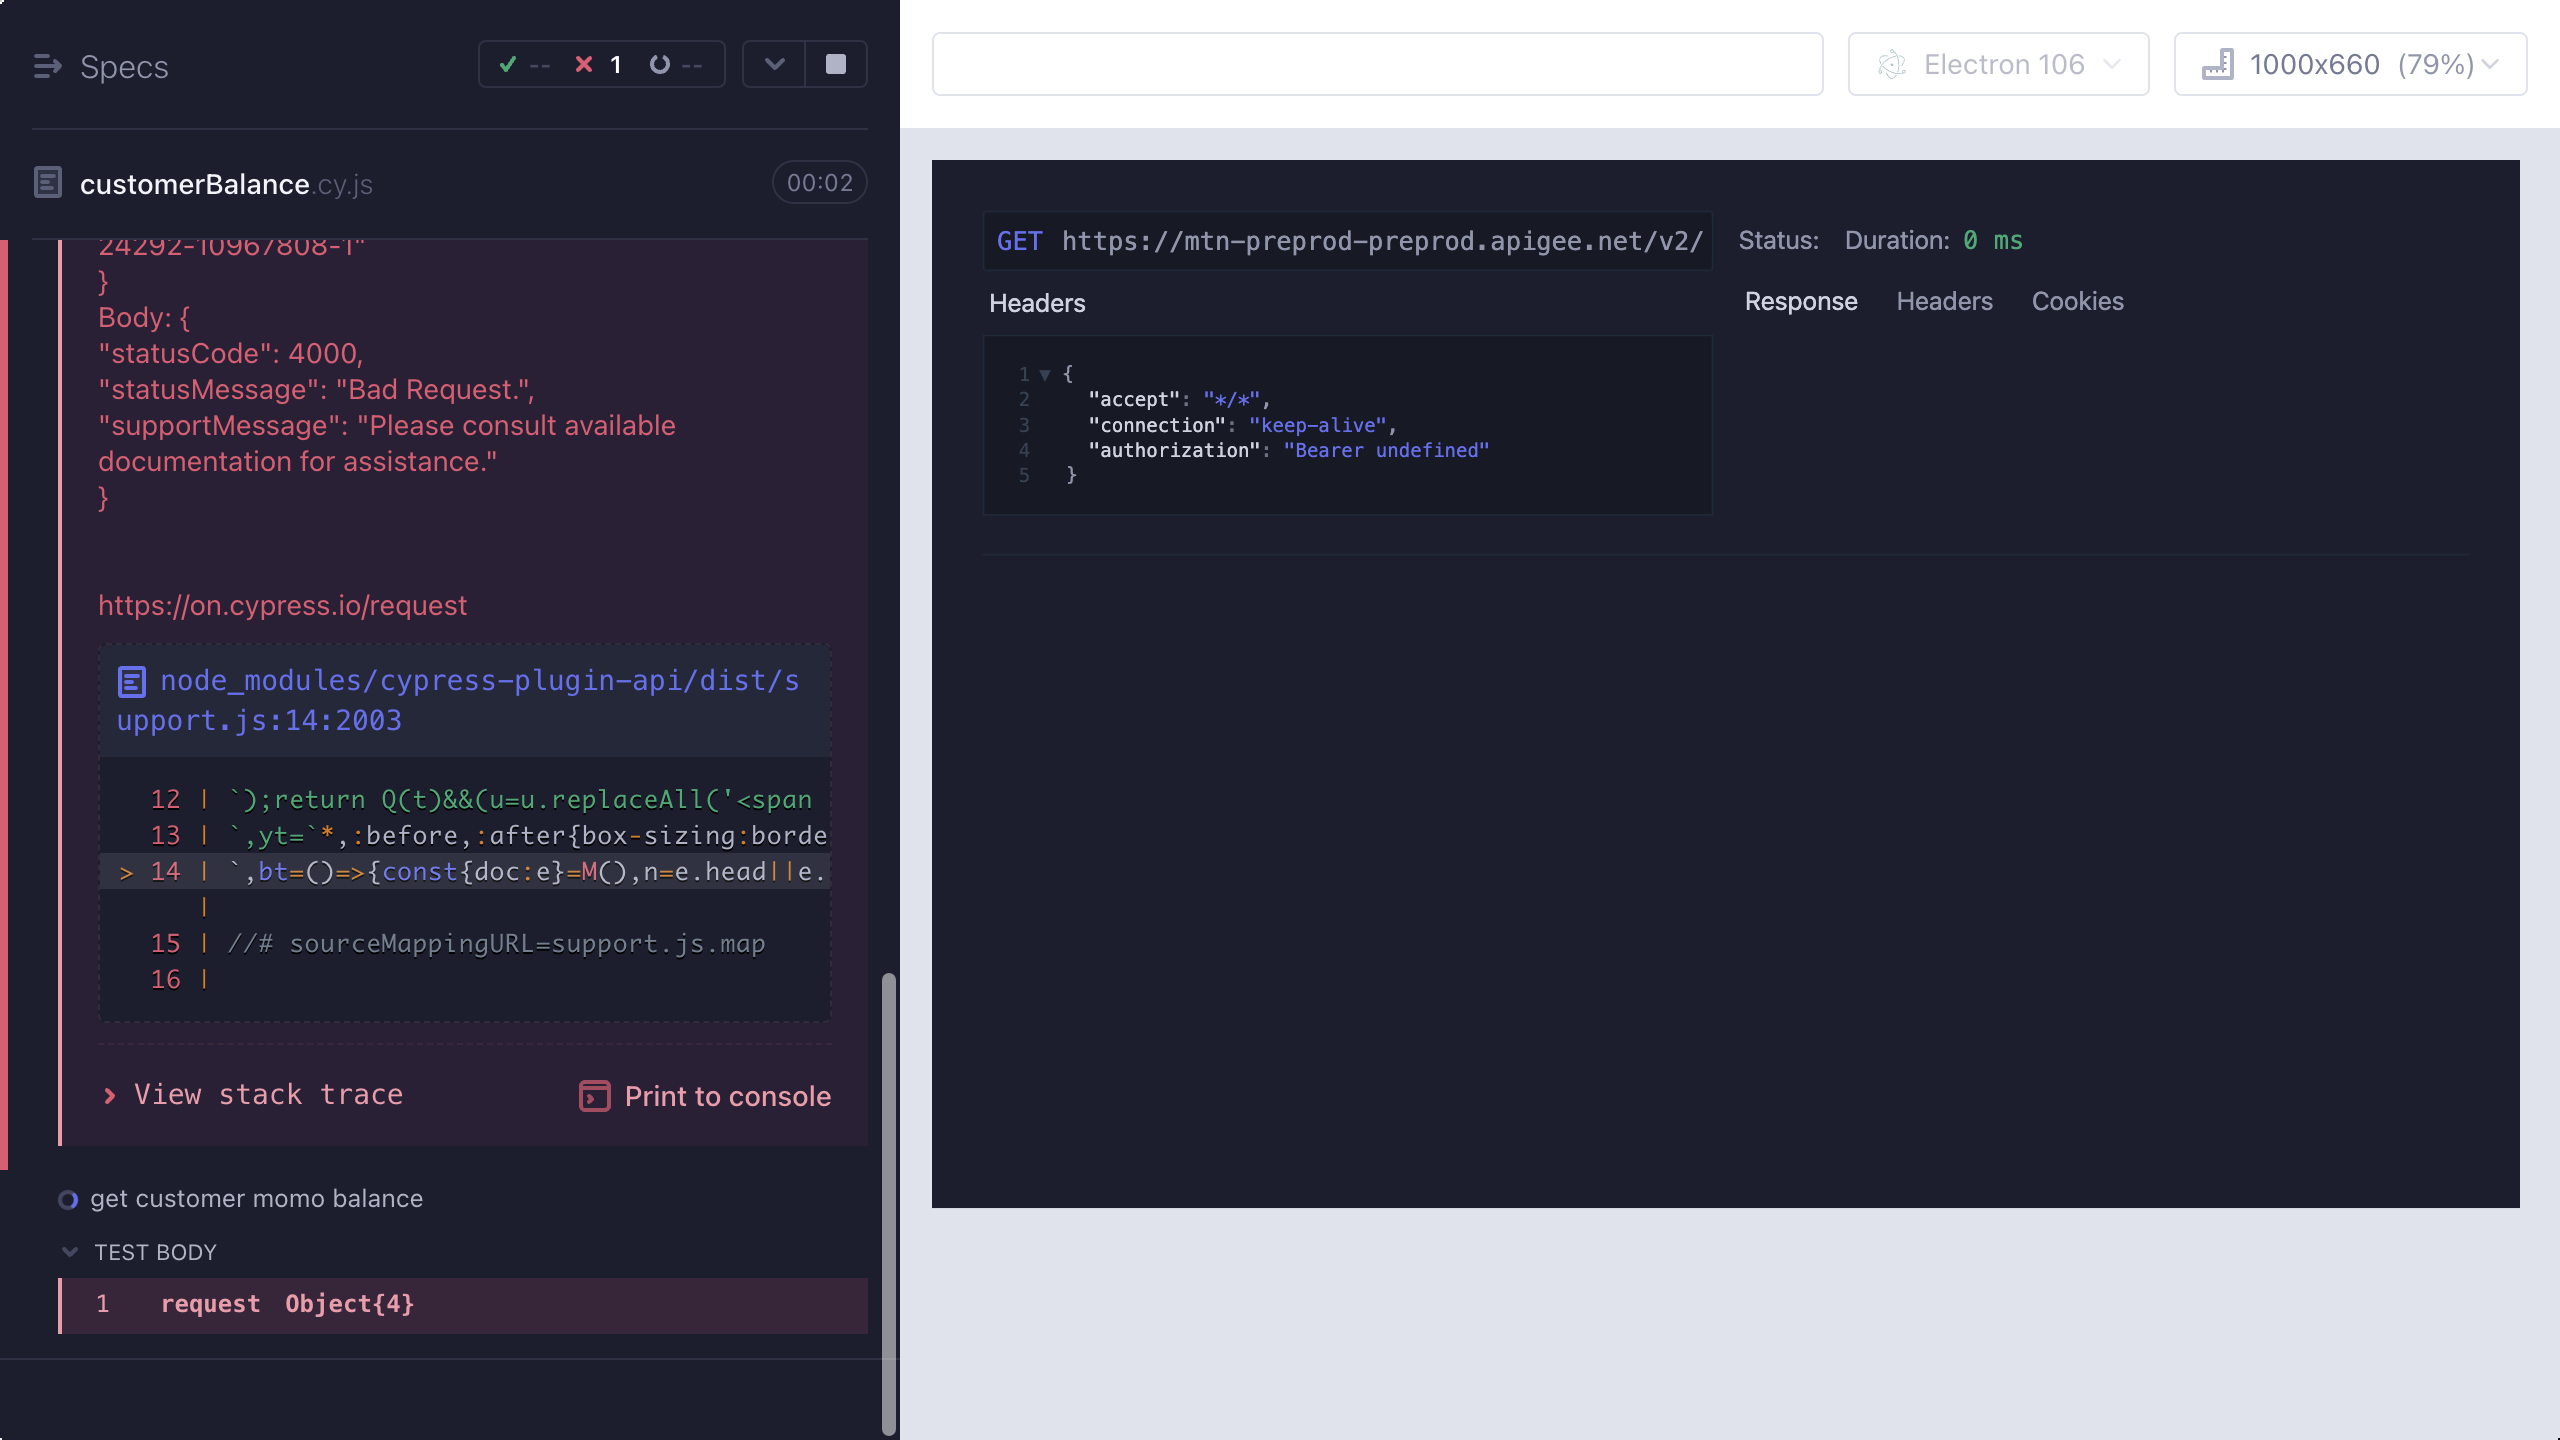 Specs
-- 1 --
customerBalance.cy.js
00:02
24292-10967808-1"
}
Body: {
"statusCode": 4000,
"statusMessage": "Bad Request.",
"supportMessage": "Please consult available
documentation for assistance."
}
https://on.cypress.io/request
node_modules/cypress-plugin-api/dist/s
upport.js:14:2003
12 | `);return Q(t)&&(u=u.replaceAll('<span
13 | `,yt=`*,:before,:after{box-sizing:borde
> 14 | `,bt=()=>{const{doc:e}=M(),n=e.head||e.
|
15 | //# sourceMappingURL=support.js.map
16 |
View stack trace
Print to console
get customer momo balance
TEST BODY
1 request Object{4}
Electron 106
1000x660 (79%)
GET https://mtn-preprod-preprod.apigee.net/v2/
Status: Duration: 0 ms
Headers
Response Headers Cookies
1 {
2 "accept": "*/*",
3 "connection": "keep-alive",
4 "authorization": "Bearer undefined"
5 }